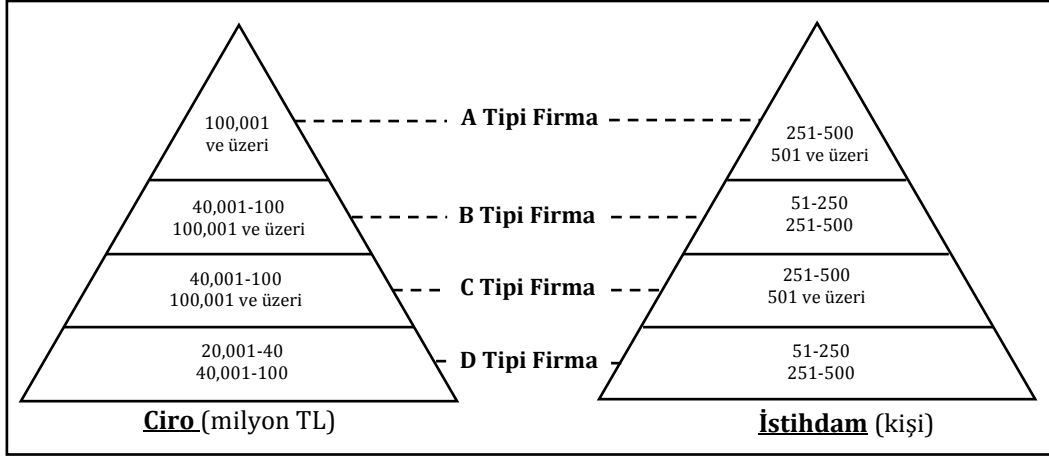 100,001
ve üzeri
A Tipi Firma
251-500
501 ve üzeri
40,001-100
100,001 ve üzeri
B Tipi Firma
51-250
251-500
40,001-100
100,001 ve üzeri
C Tipi Firma
251-500
501 ve üzeri
20,001-40
40,001-100
D Tipi Firma
51-250
251-500
Ciro (milyon TL)
İstihdam (kişi)